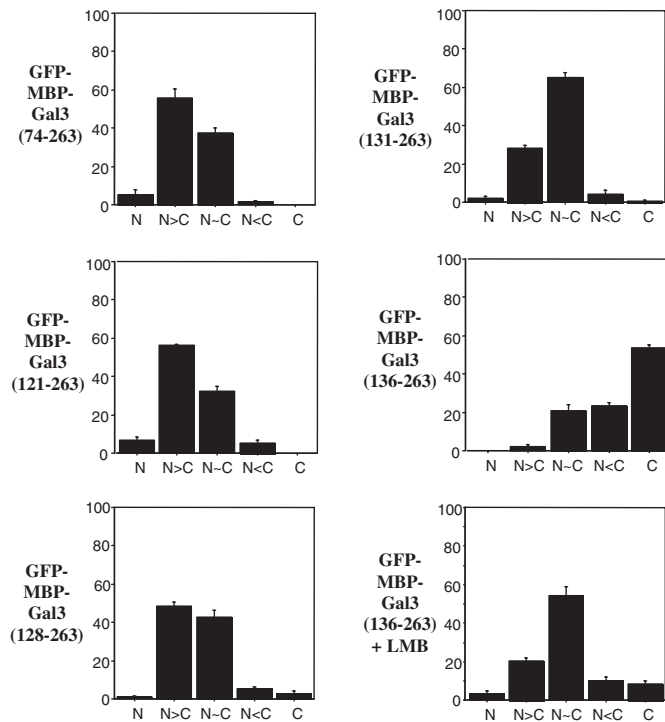 GFP-
MBP-
Gal3
(74-263)
100
80
60
40
20
0
N N>C N~C N<C C
GFP-
MBP-
Gal3
(131-263)
100
80
60
40
20
0
N N>C N~C N<C C
GFP-
MBP-
Gal3
(121-263)
100
80
60
40
20
0
N N>C N~C N<C C
GFP-
MBP-
Gal3
(136-263)
100
80
60
40
20
0
N N>C N~C N<C C
GFP-
MBP-
Gal3
(128-263)
100
80
60
40
20
0
N N>C N~C N<C C
GFP-
MBP-
Gal3
(136-263)
+ LMB
100
80
60
40
20
0
N N>C N~C N<C C